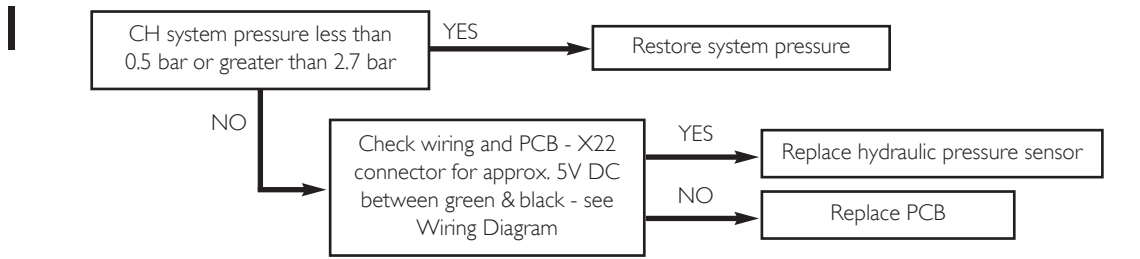 CH system pressure less than
0.5 bar or greater than 2.7 bar
YES
Restore system pressure
NO
Check wiring and PCB - X22
connector for approx. 5V DC
between green & black - see
Wiring Diagram
YES
Replace hydraulic pressure sensor
NO
Replace PCB